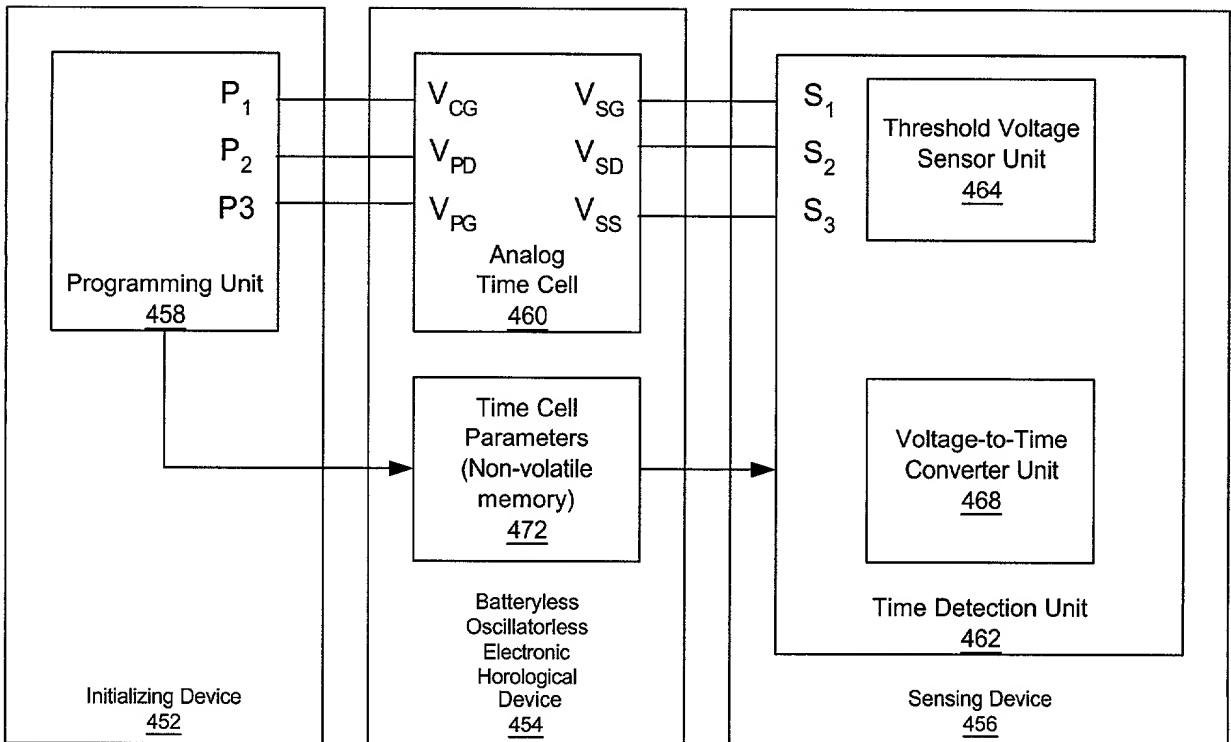 P1
P2
P3
Programming Unit
458
Initializing Device
452
VCG
VPD
VPG
VSG
VSD
VSS
Analog
Time Cell
460
Time Cell
Parameters
(Non-volatile
memory)
472
Batteryless
Oscillatorless
Electronic
Horological
Device
454
S1
S2
S3
Threshold Voltage
Sensor Unit
464
Voltage-to-Time
Converter Unit
468
Time Detection Unit
462
Sensing Device
456